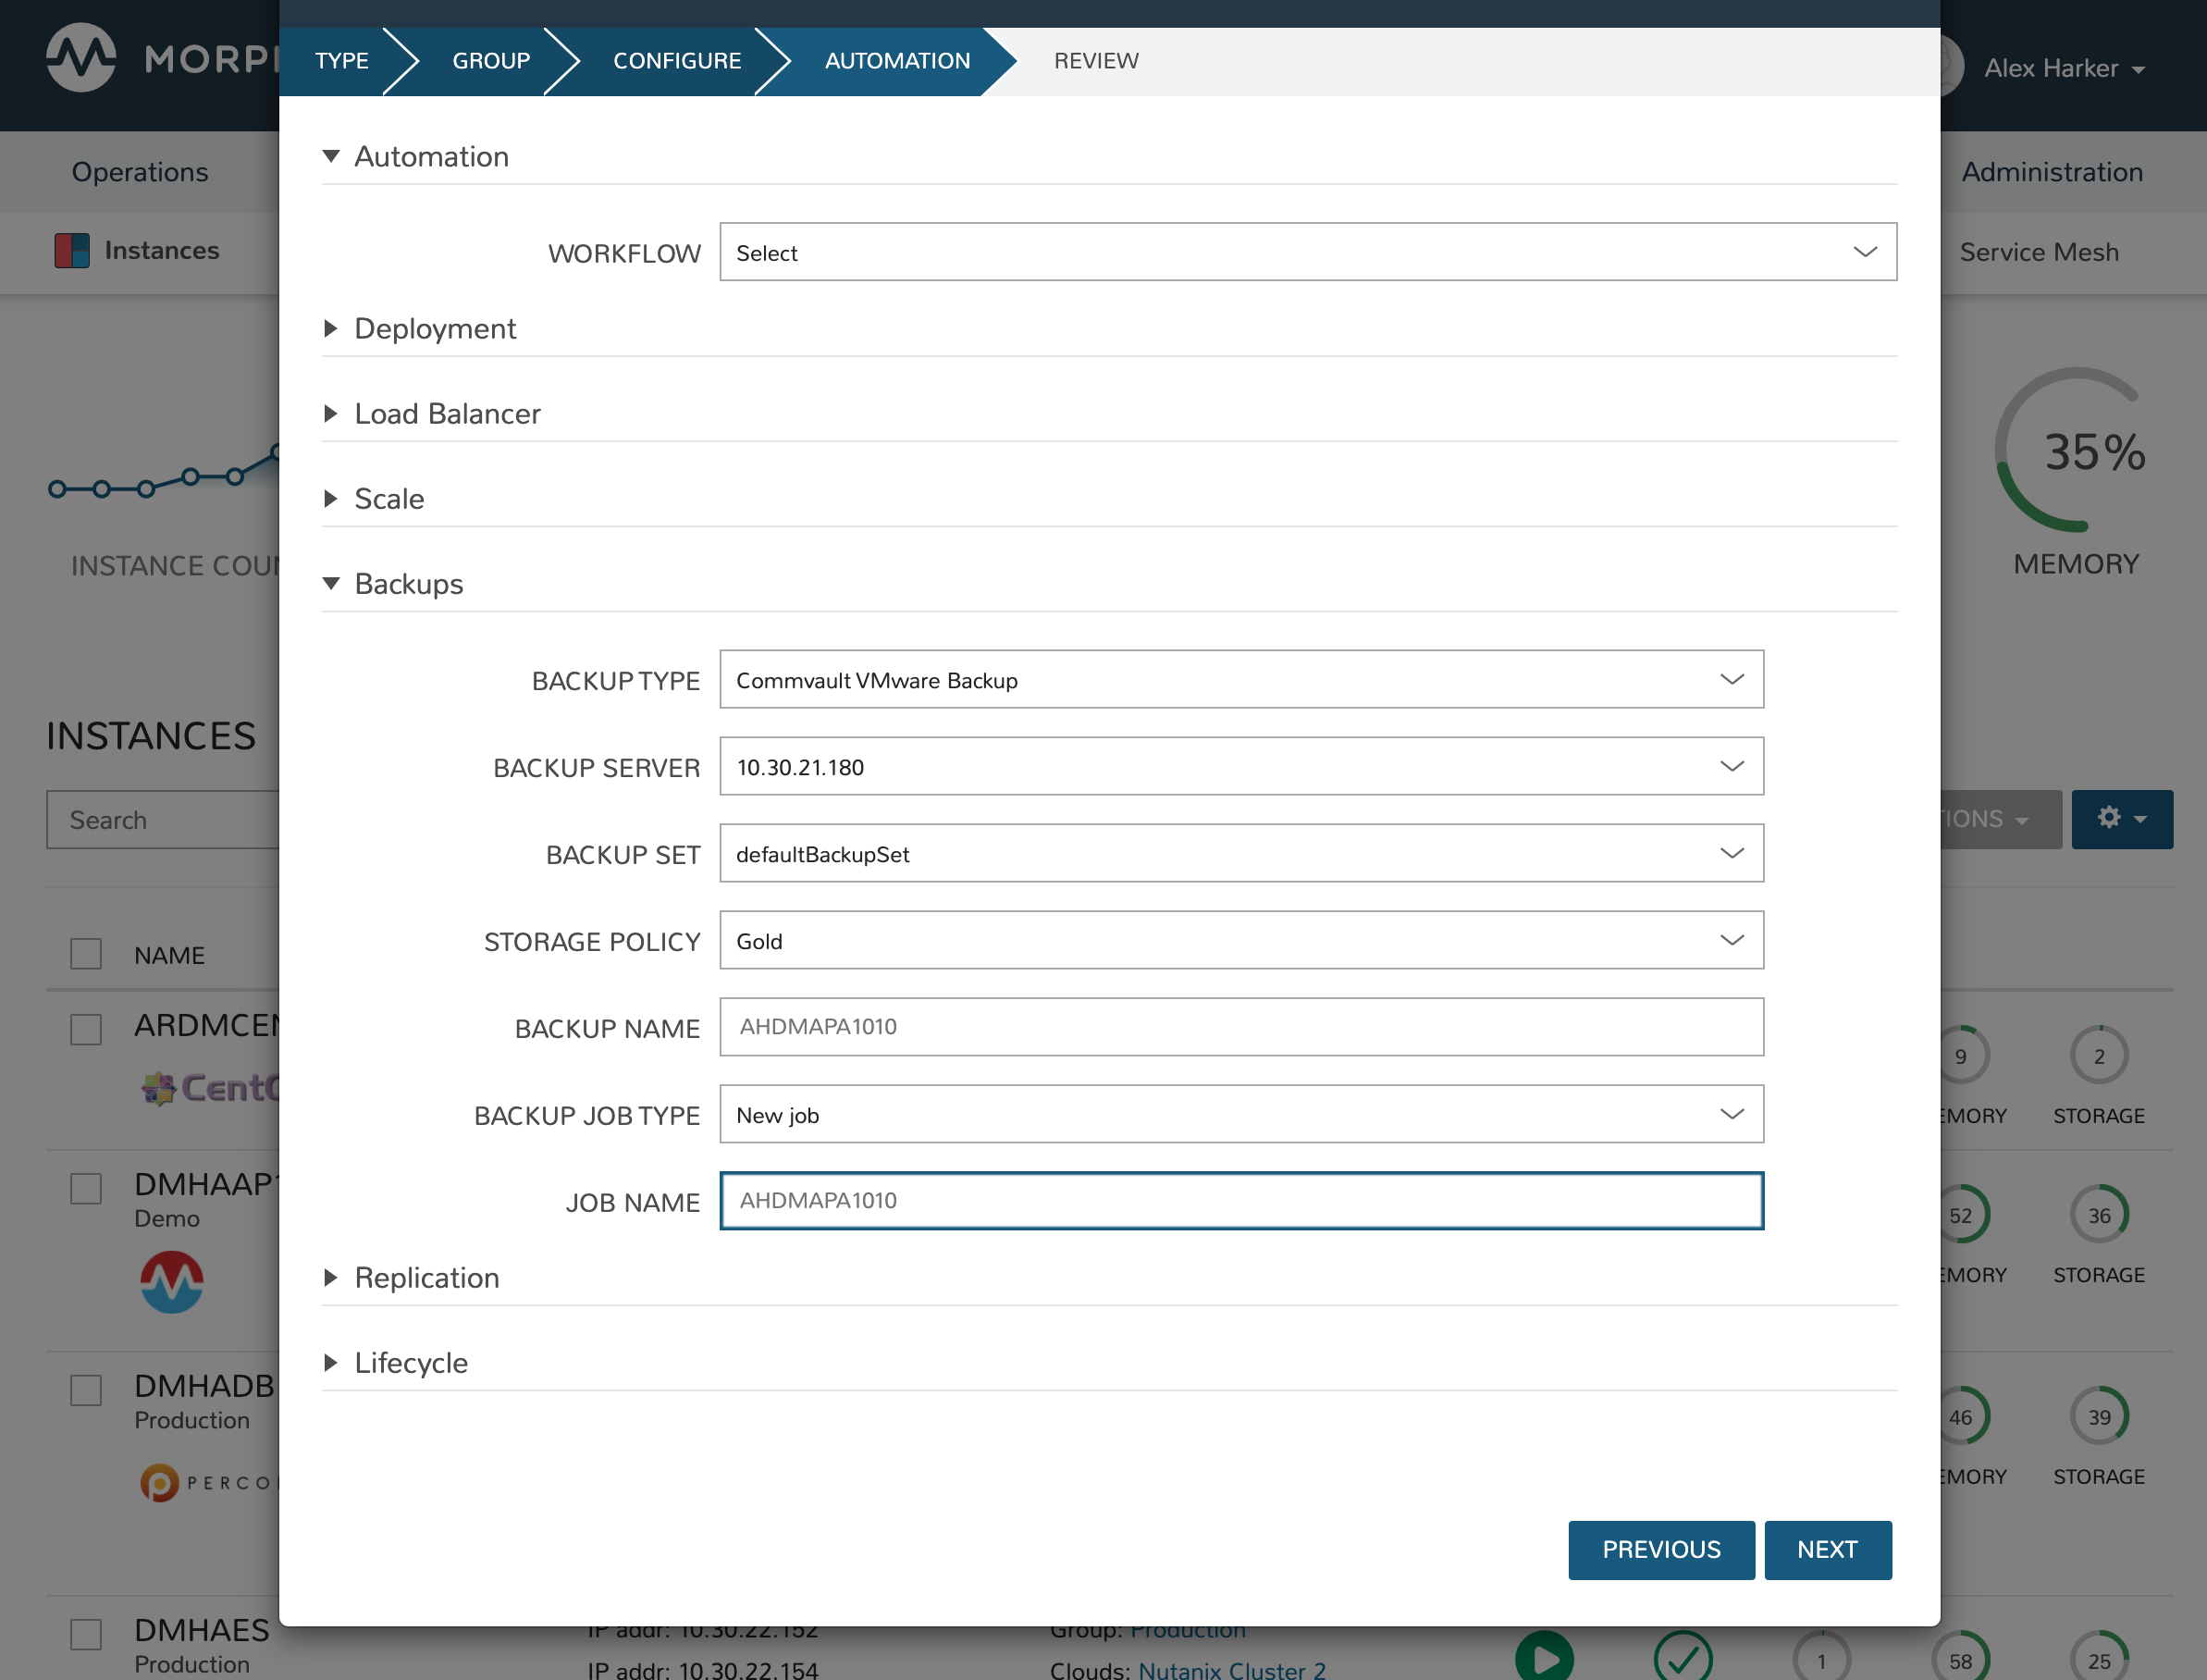 MORP
TYPE
GROUP
CONFIGURE
AUTOMATION
REVIEW
Alex Harker
Operations
Administration
Instances
Service Mesh
Automation
WORKFLOW Select
Deployment
Load Balancer
Scale
Backups
BACKUP TYPE Commvault VMware Backup
BACKUP SERVER 10.30.21.180
BACKUP SET defaultBackupSet
STORAGE POLICY Gold
BACKUP NAME AHDMAPA1010
BACKUP JOB TYPE New job
JOB NAME AHDMAPA1010
Replication
Lifecycle
PREVIOUS NEXT
INSTANCE COUN
35%
MEMORY
INSTANCES
Search
IONS
NAME
ARDMCEN
CentO
9 2
EMORY STORAGE
DMHAAP
Demo
52 36
EMORY STORAGE
DMHADB
Production
PERCO
46 39
EMORY STORAGE
DMHAES
Production
IP addr: 10.30.22.152
IP addr: 10.30.22.154
Group: Production
Clouds: Nutanix Cluster 2
1 58 25